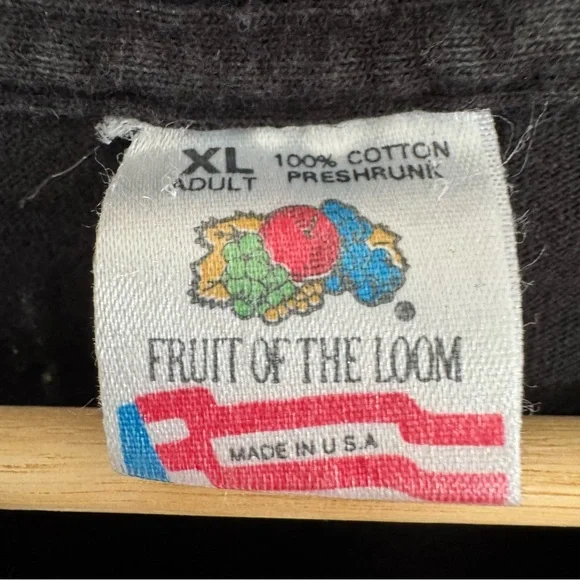 XL 100% COTTON
ADULT PRESHRUNK
FRUIT OF THE LOOM
MADE IN U.S.A